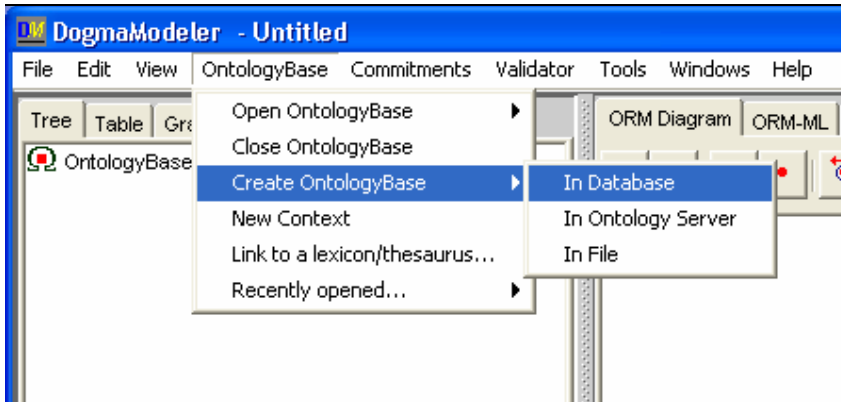 DM DogmaModeler - Untitled
File Edit View OntologyBase Commitments Validator Tools Windows Help
Tree Table Gra
ORM Diagram ORM-ML
OntologyBase
Open OntologyBase
Close OntologyBase
Create OntologyBase
New Context
Link to a lexicon/thesaurus...
Recently opened...
In Database
In Ontology Server
In File